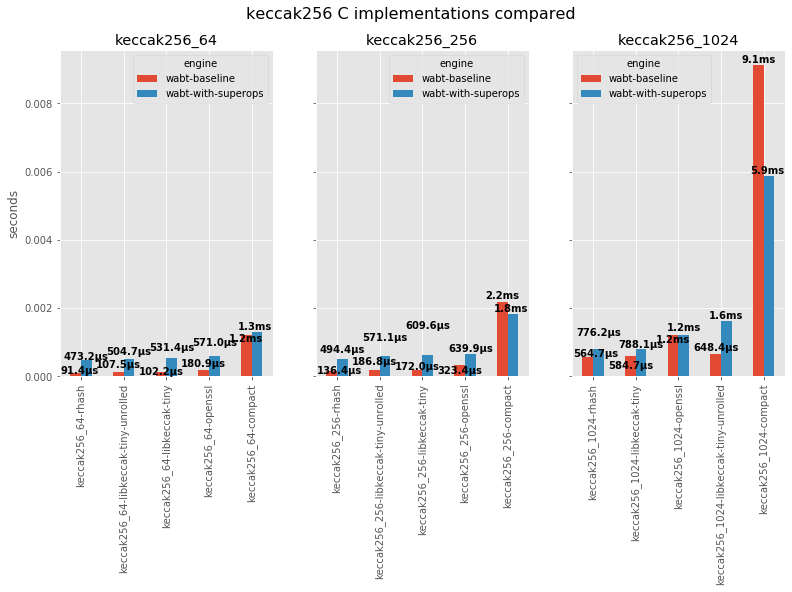 keccak256 C implementations compared
keccak256_64
keccak256_256
keccak256_1024
seconds
0.008
0.006
0.004
0.002
0.000
engine
wabt-baseline
wabt-with-superops
473.2µs
91.4µs
504.7µs
107.5µs
531.4µs
102.2µs
571.0µs
180.9µs
1.3ms
1.2ms
keccak256_64-rhash
keccak256_64-libkeccak-tiny-unrolled
keccak256_64-libkeccak-tiny
keccak256_64-openssl
keccak256_64-compact
engine
wabt-baseline
wabt-with-superops
494.4µs
136.4µs
571.1µs
186.8µs
609.6µs
172.0µs
639.9µs
323.4µs
2.2ms
1.8ms
keccak256_256-rhash
keccak256_256-libkeccak-tiny-unrolled
keccak256_256-libkeccak-tiny
keccak256_256-openssl
keccak256_256-compact
engine
wabt-baseline
wabt-with-superops
776.2µs
564.7µs
788.1µs
584.7µs
1.2ms
1.2ms
1.6ms
648.4µs
9.1ms
5.9ms
keccak256_1024-rhash
keccak256_1024-libkeccak-tiny
keccak256_1024-openssl
keccak256_1024-libkeccak-tiny-unrolled
keccak256_1024-compact